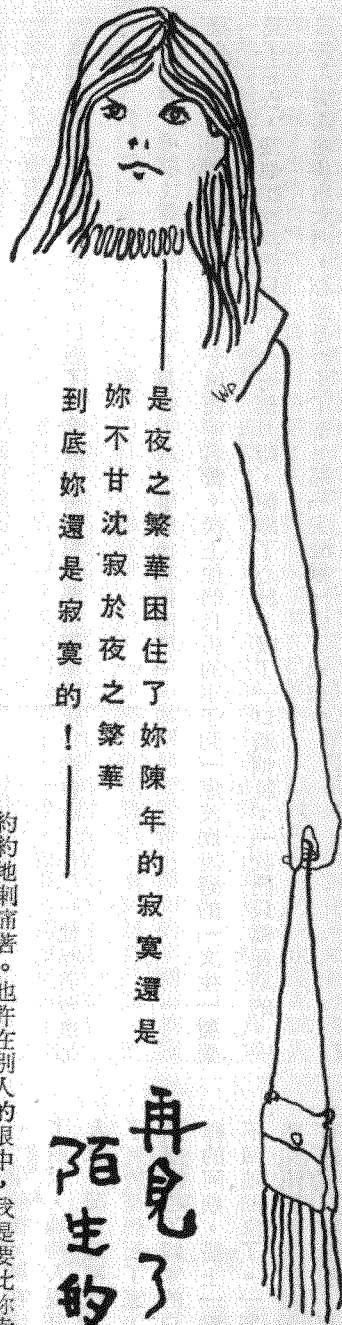 ——是夜之繁華困住了妳陳年的寂寞還是
妳不甘沈寂於夜之繁華
到底妳還是寂寞的！——
再見了
陌生的
約約地刺痛著。也許在別人的眼中，我是要比你